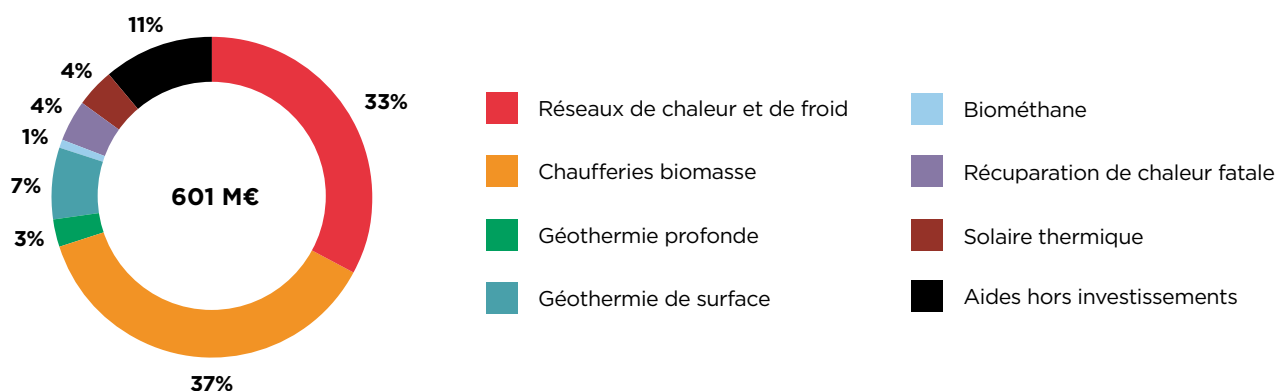 11%
4%
4%
1%
7%
3%
37%
33%
601 M€
Réseaux de chaleur et de froid
Chaufferies biomasse
Géothermie profonde
Géothermie de surface
Biométhane
Récuparation de chaleur fatale
Solaire thermique
Aides hors investissements